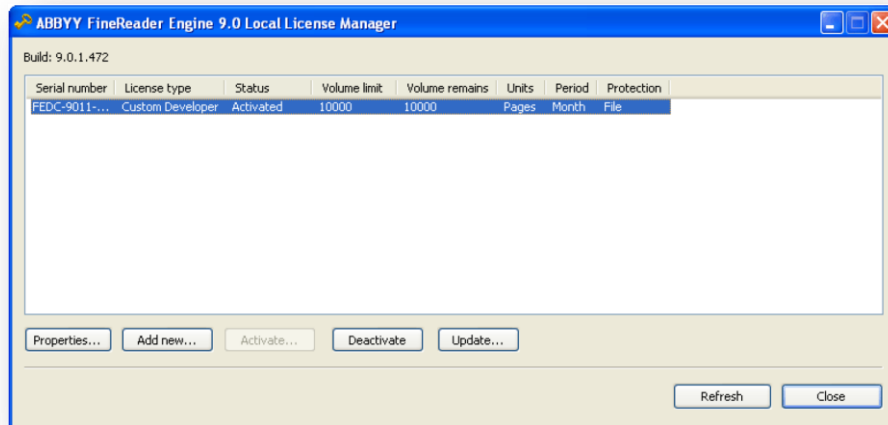 ABBYY FineReader Engine 9.0 Local License Manager
Build: 9.0.1.472
Serial number License type Status Volume limit Volume remains Units Period Protection
FEDC-9011-... Custom Developer Activated 10000 10000 Pages Month File
Properties... Add new... Activate... Deactivate Update...
Refresh Close